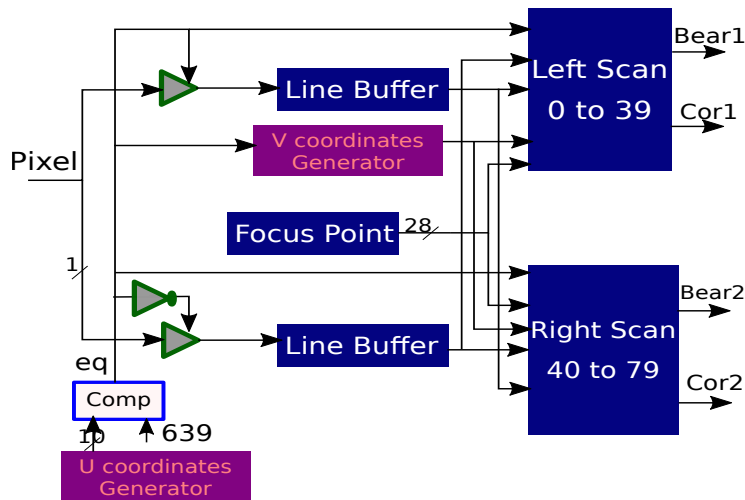 Bear1
Left Scan
0 to 39
Cor1
Line Buffer
V coordinates
Generator
Pixel
Focus Point
28
1
Bear2
Right Scan
40 to 79
Cor2
Line Buffer
eq
Comp
10
639
U coordinates
Generator